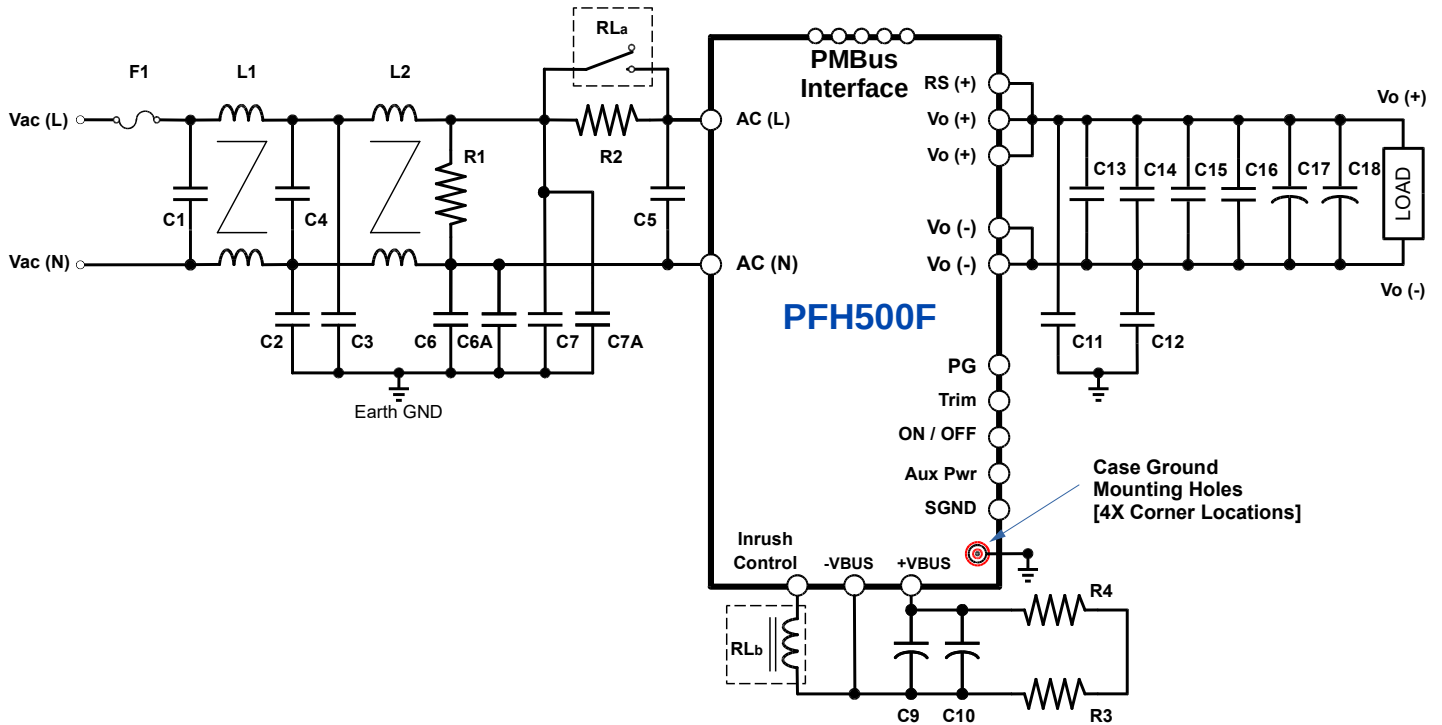 RLa
F1
L1
L2
PMBus
Interface
RS (+)
Vo (+)
Vac (L)
AC (L)
Vo (+)
R2
Vo (+)
R1
C13
C14
C15
C16
C17
C18
LOAD
C1
C4
C5
Vo (-)
Vac (N)
AC (N)
Vo (-)
Vo (-)
PFH500F
C2
C3
C6
C6A
C7
C7A
C11
C12
PG
Earth GND
Trim
ON / OFF
Aux Pwr
SGND
Case Ground
Mounting Holes
[4X Corner Locations]
Inrush
Control
-VBUS
+VBUS
R4
RLb
C9
C10
R3